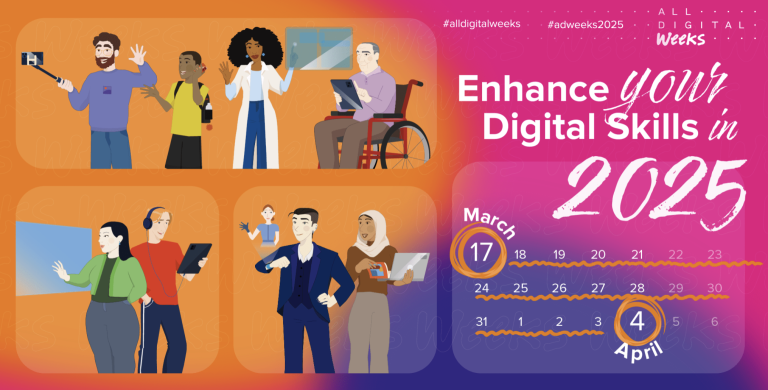 #alldigitalweeks #adweeks2025
ALL
DIGITAL
Weeks
Enhance your
Digital Skills in
2025
March
17 18 19 20 21 22 23
24 25 26 27 28 29 30
31 1 2 3 4 5 6
April